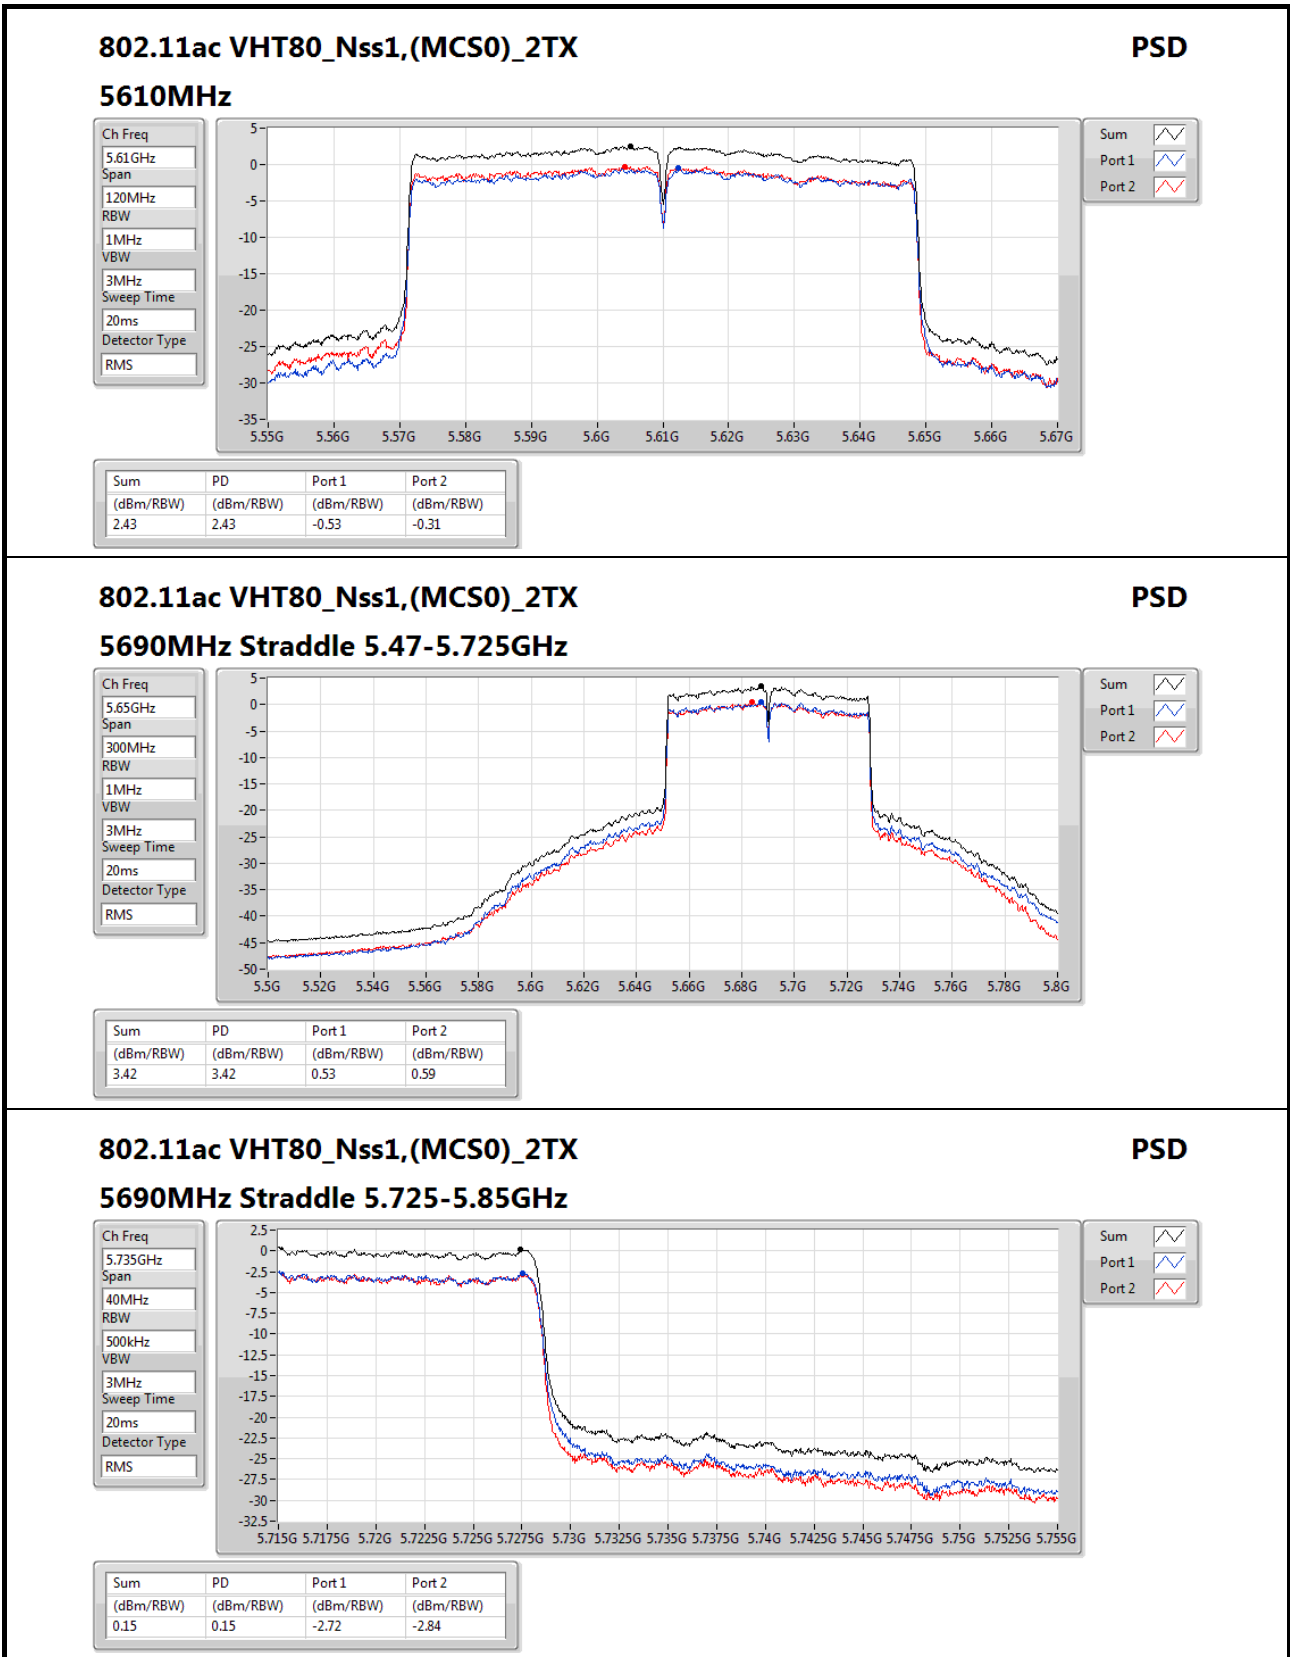 802.11ac VHT80_Nss1,(MCS0)_2TX PSD
5610MHz
Ch Freq
5.61GHz
Span
120MHz
RBW
1MHz
VBW
3MHz
Sweep Time
20ms
Detector Type
RMS
5
0
-5
-10
-15
-20
-25
-30
-35
5.55G 5.56G 5.57G 5.58G 5.59G 5.6G 5.61G 5.62G 5.63G 5.64G 5.65G 5.66G 5.67G
Sum
Port 1
Port 2
Sum PD Port 1 Port 2
(dBm/RBW) (dBm/RBW) (dBm/RBW) (dBm/RBW)
2.43 2.43 -0.53 -0.31
802.11ac VHT80_Nss1,(MCS0)_2TX PSD
5690MHz Straddle 5.47-5.725GHz
Ch Freq
5.65GHz
Span
300MHz
RBW
1MHz
VBW
3MHz
Sweep Time
20ms
Detector Type
RMS
5
0
-5
-10
-15
-20
-25
-30
-35
-40
-45
-50
5.5G 5.52G 5.54G 5.56G 5.58G 5.6G 5.62G 5.64G 5.66G 5.68G 5.7G 5.72G 5.74G 5.76G 5.78G 5.8G
Sum
Port 1
Port 2
Sum PD Port 1 Port 2
(dBm/RBW) (dBm/RBW) (dBm/RBW) (dBm/RBW)
3.42 3.42 0.53 0.59
802.11ac VHT80_Nss1,(MCS0)_2TX PSD
5690MHz Straddle 5.725-5.85GHz
Ch Freq
5.735GHz
Span
40MHz
RBW
500kHz
VBW
3MHz
Sweep Time
20ms
Detector Type
RMS
2.5
0
-2.5
-5
-7.5
-10
-12.5
-15
-17.5
-20
-22.5
-25
-27.5
-30
-32.5
5.715G 5.7175G 5.72G 5.7225G 5.725G 5.7275G 5.73G 5.7325G 5.735G 5.7375G 5.74G 5.7425G 5.745G 5.7475G 5.75G 5.7525G 5.755G
Sum
Port 1
Port 2
Sum PD Port 1 Port 2
(dBm/RBW) (dBm/RBW) (dBm/RBW) (dBm/RBW)
0.15 0.15 -2.72 -2.84